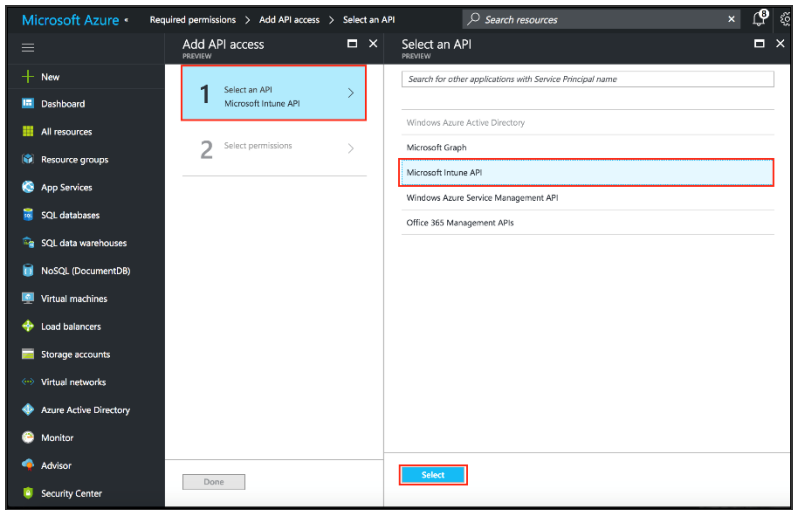 Microsoft Azure Required permissions > Add API access > Select an API Search resources × 8
Add API access
PREVIEW
Select an API
PREVIEW
New
Dashboard
All resources
Resource groups
App Services
SQL databases
SQL data warehouses
NoSQL (DocumentDB)
Virtual machines
Load balancers
Storage accounts
Virtual networks
Azure Active Directory
Monitor
Advisor
Security Center
1 Select an API
Microsoft Intune API
2 Select permissions
Done
Search for other applications with Service Principal name
Windows Azure Active Directory
Microsoft Graph
Microsoft Intune API
Windows Azure Service Management API
Office 365 Management APIs
Select